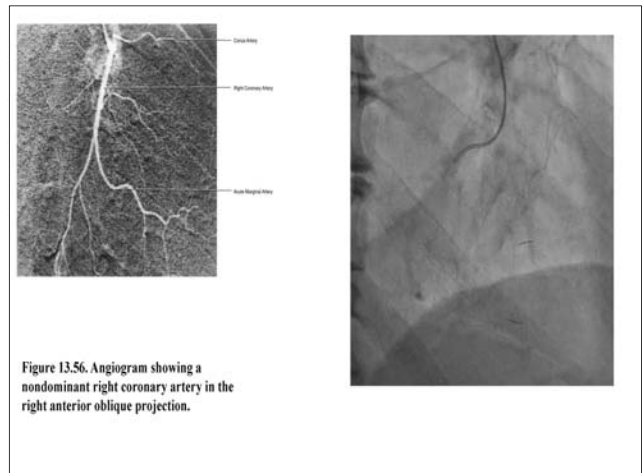 Conus Artery
Right Coronary Artery
Acute Marginal Artery
Figure 13.56. Angiogram showing a
nondominant right coronary artery in the
right anterior oblique projection.